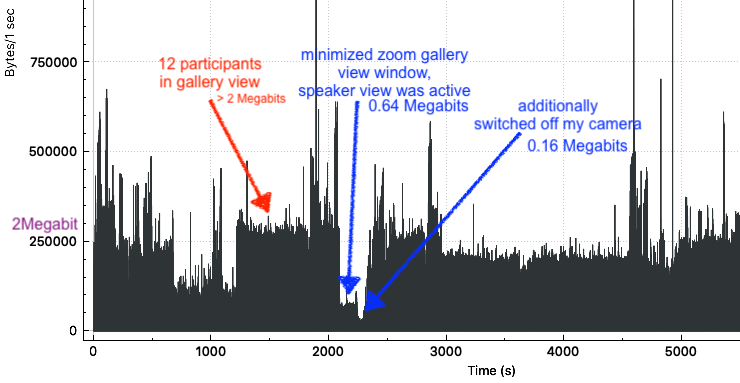 Bytes/1 sec
750000
500000
250000
0
2Megabit
12 participants
in gallery view
> 2 Megabits
minimized zoom gallery
view window,
speaker view was active
0.64 Megabits
additionally
switched off my camera
0.16 Megabits
0 1000 2000 3000 4000 5000
Time (s)